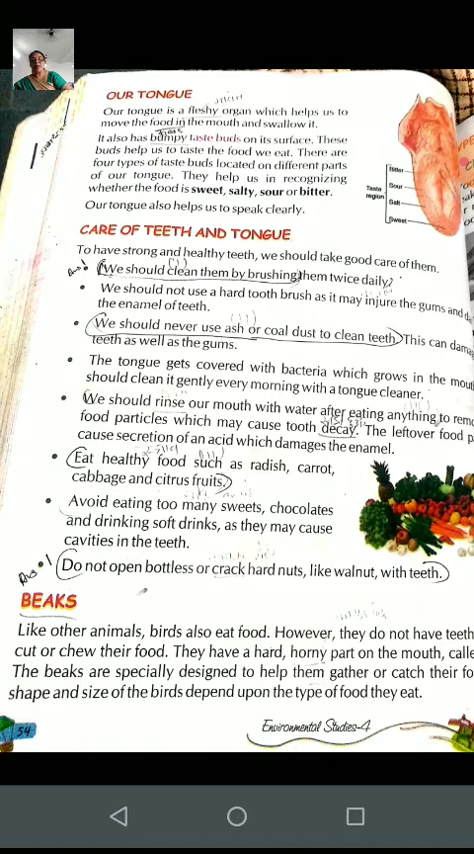 OUR TONGUE
Our tongue is a fleshy organ which helps us to
move the food in the mouth and swallow it.
It also has bumpy taste buds on its surface. These
buds help us to taste the food we eat. There are
four types of taste buds located on different parts
of our tongue. They help us in recognizing
whether the food is sweet, salty, sour or bitter.
Our tongue also helps us to speak clearly.
Taste
region
Bitter
Sour
Salt
Sweet
CARE OF TEETH AND TONGUE
To have strong and healthy teeth, we should take good care of them.
Ans
• We should clean them by brushing them twice daily.
• We should not use a hard tooth brush as it may injure the gums and
the enamel of teeth.
• We should never use ash or coal dust to clean teeth. This can
teeth as well as the gums.
• The tongue gets covered with bacteria which grows in the
should clean it gently every morning with a tongue cleaner.
• We should rinse our mouth with water after eating anything to
food particles which may cause tooth decay. The leftover food
cause secretion of an acid which damages the enamel.
• Eat healthy food such as radish, carrot,
cabbage and citrus fruits.
• Avoid eating too many sweets, chocolates
and drinking soft drinks, as they may cause
cavities in the teeth.
Ans
• Do not open bottless or crack hard nuts, like walnut, with teeth.
BEAKS
Like other animals, birds also eat food. However, they do not have teeth
cut or chew their food. They have a hard, horny part on the mouth,
The beaks are specially designed to help them gather or catch their
shape and size of the birds depend upon the type of food they eat.
54
Environmental Studies-4